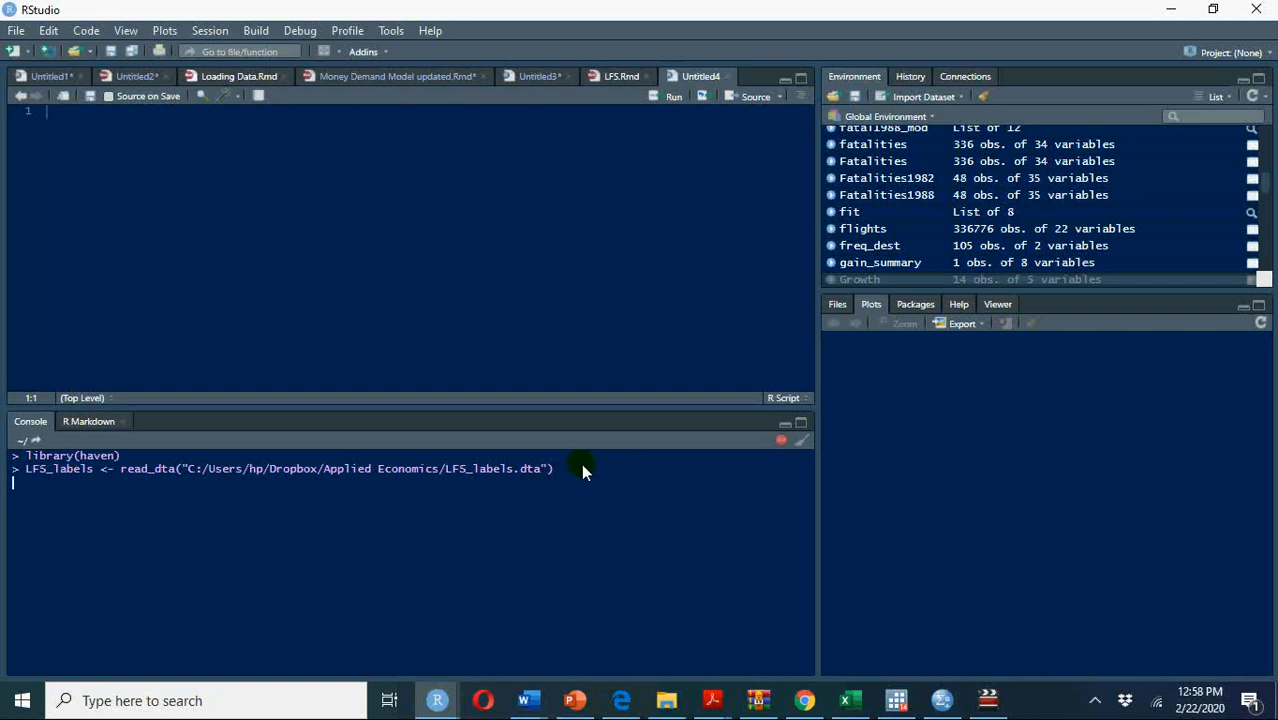 RStudio
File Edit Code View Plots Session Build Debug Profile Tools Help
Go to file/function Addins Project: (None)
Untitled1* Untitled2* Loading Data.Rmd Money Demand Model updated.Rmd* Untitled3* LFS.Rmd Untitled4
Source on Save Run Source
1
1:1 (Top Level) R Script
Console R Markdown
~/
> library(haven)
> LFS_labels <- read_dta("C:/Users/hp/Dropbox/Applied Economics/LFS_labels.dta")
Environment History Connections
Import Dataset List
Global Environment
fatal1988_mod List of 12
fatalities 336 obs. of 34 variables
Fatalities 336 obs. of 34 variables
Fatalities1982 48 obs. of 35 variables
Fatalities1988 48 obs. of 35 variables
fit List of 8
flights 336776 obs. of 22 variables
freq_dest 105 obs. of 2 variables
gain_summary 1 obs. of 8 variables
Growth 14 obs. of 5 variables
Files Plots Packages Help Viewer
Zoom Export
Type here to search
12:58 PM
2/22/2020